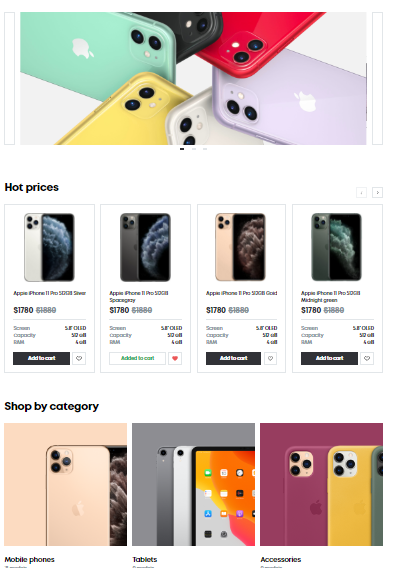 Hot prices
Apple iPhone 11 Pro 512GB Silver
$1780 $1880
Screen 5.8' OLED
Capacity 512 GB
RAM 4 GB
Add to cart
Apple iPhone 11 Pro 512GB
Spacegray
$1780 $1880
Screen 5.8' OLED
Capacity 512 GB
RAM 4 GB
Added to cart
Apple iPhone 11 Pro 512GB Gold
$1780 $1880
Screen 5.8' OLED
Capacity 512 GB
RAM 4 GB
Add to cart
Apple iPhone 11 Pro 512GB
Midnight green
$1780 $1880
Screen 5.8' OLED
Capacity 512 GB
RAM 4 GB
Add to cart
Shop by category
Mobile phones
Tablets
Accessories